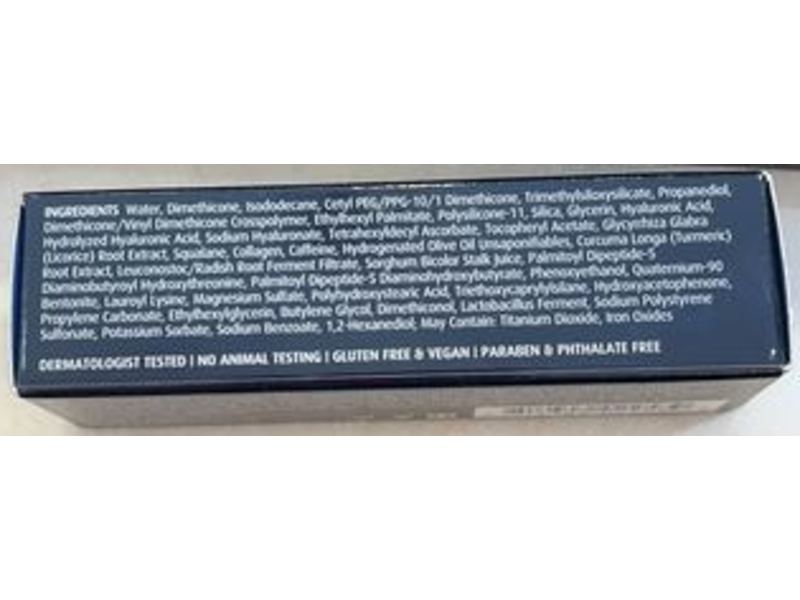 INGREDIENTS Water, Dimethicone, Isododecane, Cetyl PEG/PPG-10/1 Dimethicone, Trimethylsiloxysilicate, Propanediol,
Dimethicone/Vinyl Dimethicone Crosspolymer, Ethylhexyl Palmitate, Polysilicone-11, Silica, Glycerin, Hyaluronic Acid,
Hydrolyzed Hyaluronic Acid, Sodium Hyaluronate, Tetrahexyldecyl Ascorbate, Tocopheryl Acetate, Glycyrrhiza Glabra
(Licorice) Root Extract, Squalane, Collagen, Caffeine, Hydrogenated Olive Oil Unsaponifiables, Curcuma Longa (Turmeric)
Root Extract, Leuconostoc/Radish Root Ferment Filtrate, Sorghum Bicolor Stalk Juice, Palmitoyl Dipeptide-5
Diaminobutyroyl Hydroxythreonine, Palmitoyl Dipeptide-5 Diaminohydroxybutyrate, Phenoxyethanol, Quaternium-90
Bentonite, Lauroyl Lysine, Magnesium Sulfate, Polyhydroxystearic Acid, Triethoxycaprylylsilane, Hydroxyacetophenone,
Propylene Carbonate, Ethylhexylglycerin, Butylene Glycol, Dimethiconol, Lactobacillus Ferment, Sodium Polystyrene
Sulfonate, Potassium Sorbate, Sodium Benzoate, 1,2-Hexanediol; May Contain: Titanium Dioxide, Iron Oxides
DERMATOLOGIST TESTED | NO ANIMAL TESTING | GLUTEN FREE & VEGAN | PARABEN & PHTHALATE FREE